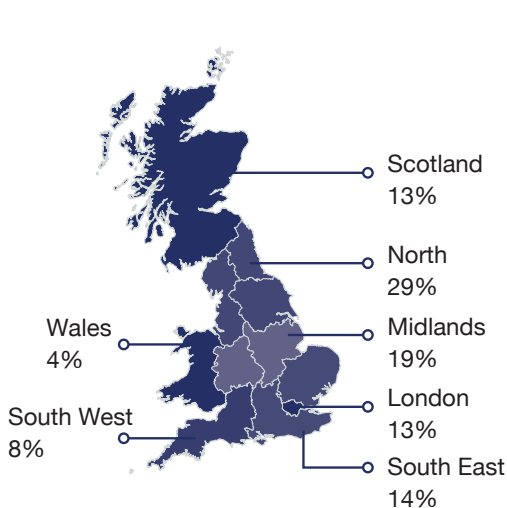 Scotland
13%
North
29%
Wales
4%
Midlands
19%
London
13%
South West
8%
South East
14%